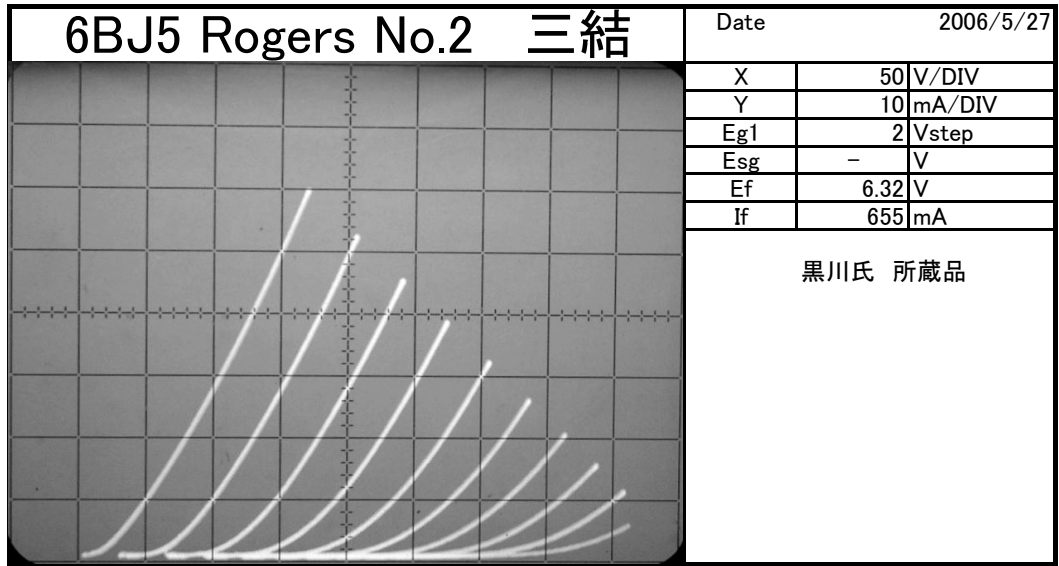 6BJ5 Rogers No.2 三結
Date 2006/5/27
X 50 V/DIV
Y 10 mA/DIV
Eg1 2 Vstep
Esg - V
Ef 6.32 V
If 655 mA
黒川氏 所蔵品